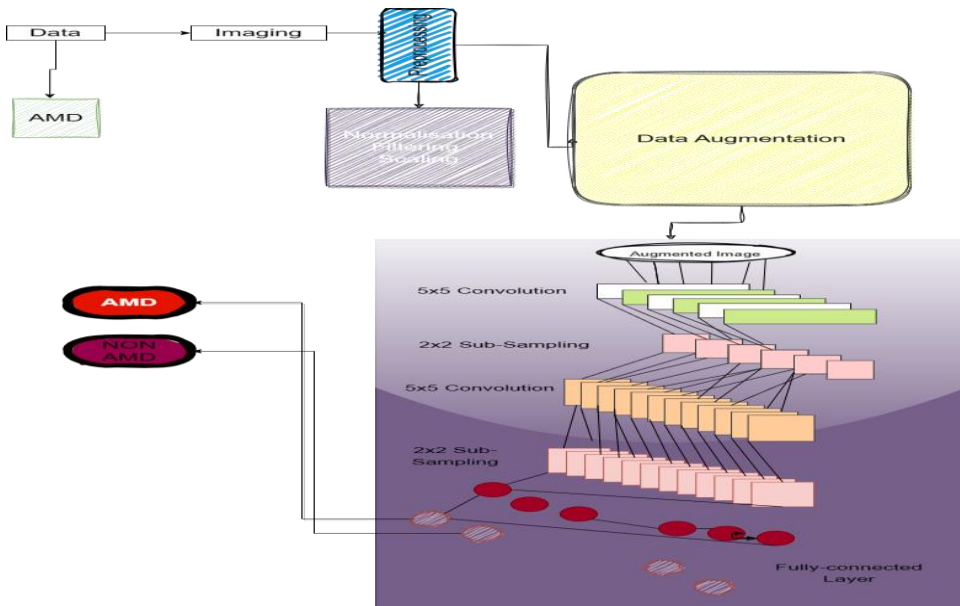 Data
Imaging
Preprocessing
AMD
Normalisation
Filtering
Scaling
Data Augmentation
Augmented Image
5x5 Convolution
2x2 Sub-Sampling
5x5 Convolution
2x2 Sub-
Sampling
AMD
NON
AMD
Fully-connected
Layer